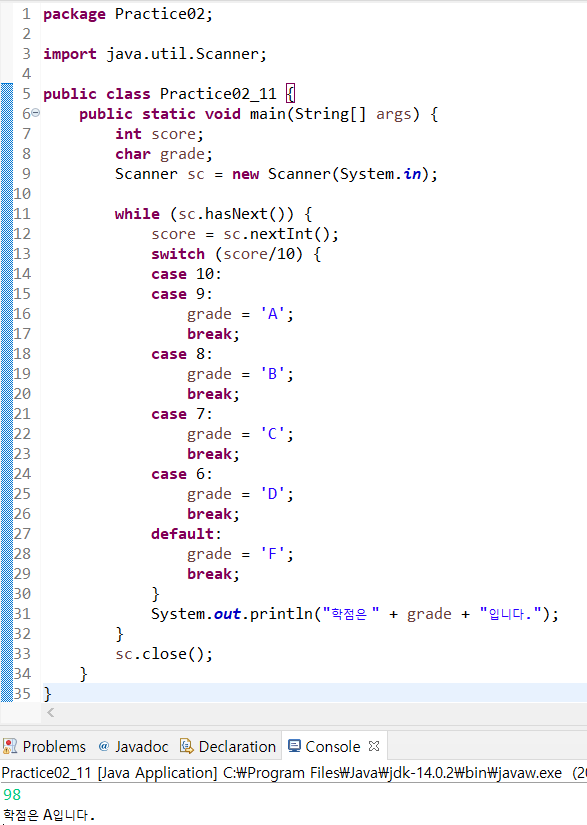 1 package Practice02;
2
3 import java.util.Scanner;
4
5 public class Practice02_11 {
6 public static void main(String[] args) {
7 int score;
8 char grade;
9 Scanner sc = new Scanner(System.in);
10
11 while (sc.hasNext()) {
12 score = sc.nextInt();
13 switch (score/10) {
14 case 10:
15 case 9:
16 grade = 'A';
17 break;
18 case 8:
19 grade = 'B';
20 break;
21 case 7:
22 grade = 'C';
23 break;
24 case 6:
25 grade = 'D';
26 break;
27 default:
28 grade = 'F';
29 break;
30 }
31 System.out.println("학점은 " + grade + "입니다.");
32 }
33 sc.close();
34 }
35 }
Problems @ Javadoc Declaration Console
Practice02_11 [Java Application] C:₩Program Files₩Java₩jdk-14.0.2₩bin₩javaw.exe (20
98
학점은 A입니다.